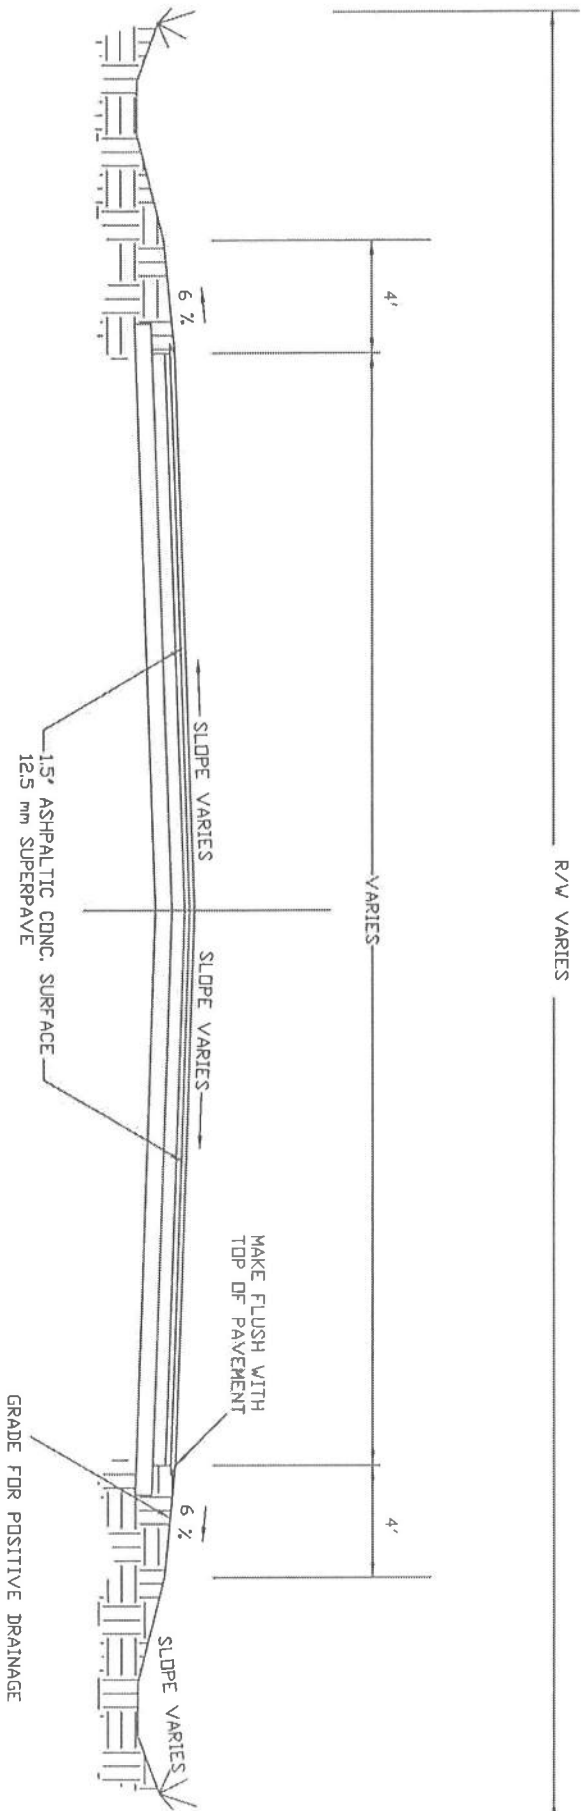 R/W VARIES
4'
VARIES
4'
6 %
SLOPE VARIES
SLOPE VARIES
MAKE FLUSH WITH
TOP OF PAVEMENT
6 %
SLOPE VARIES
1.5" ASHPALTIC CONC. SURFACE
12.5 mm SUPERPAVE
GRADE FOR POSITIVE DRAINAGE